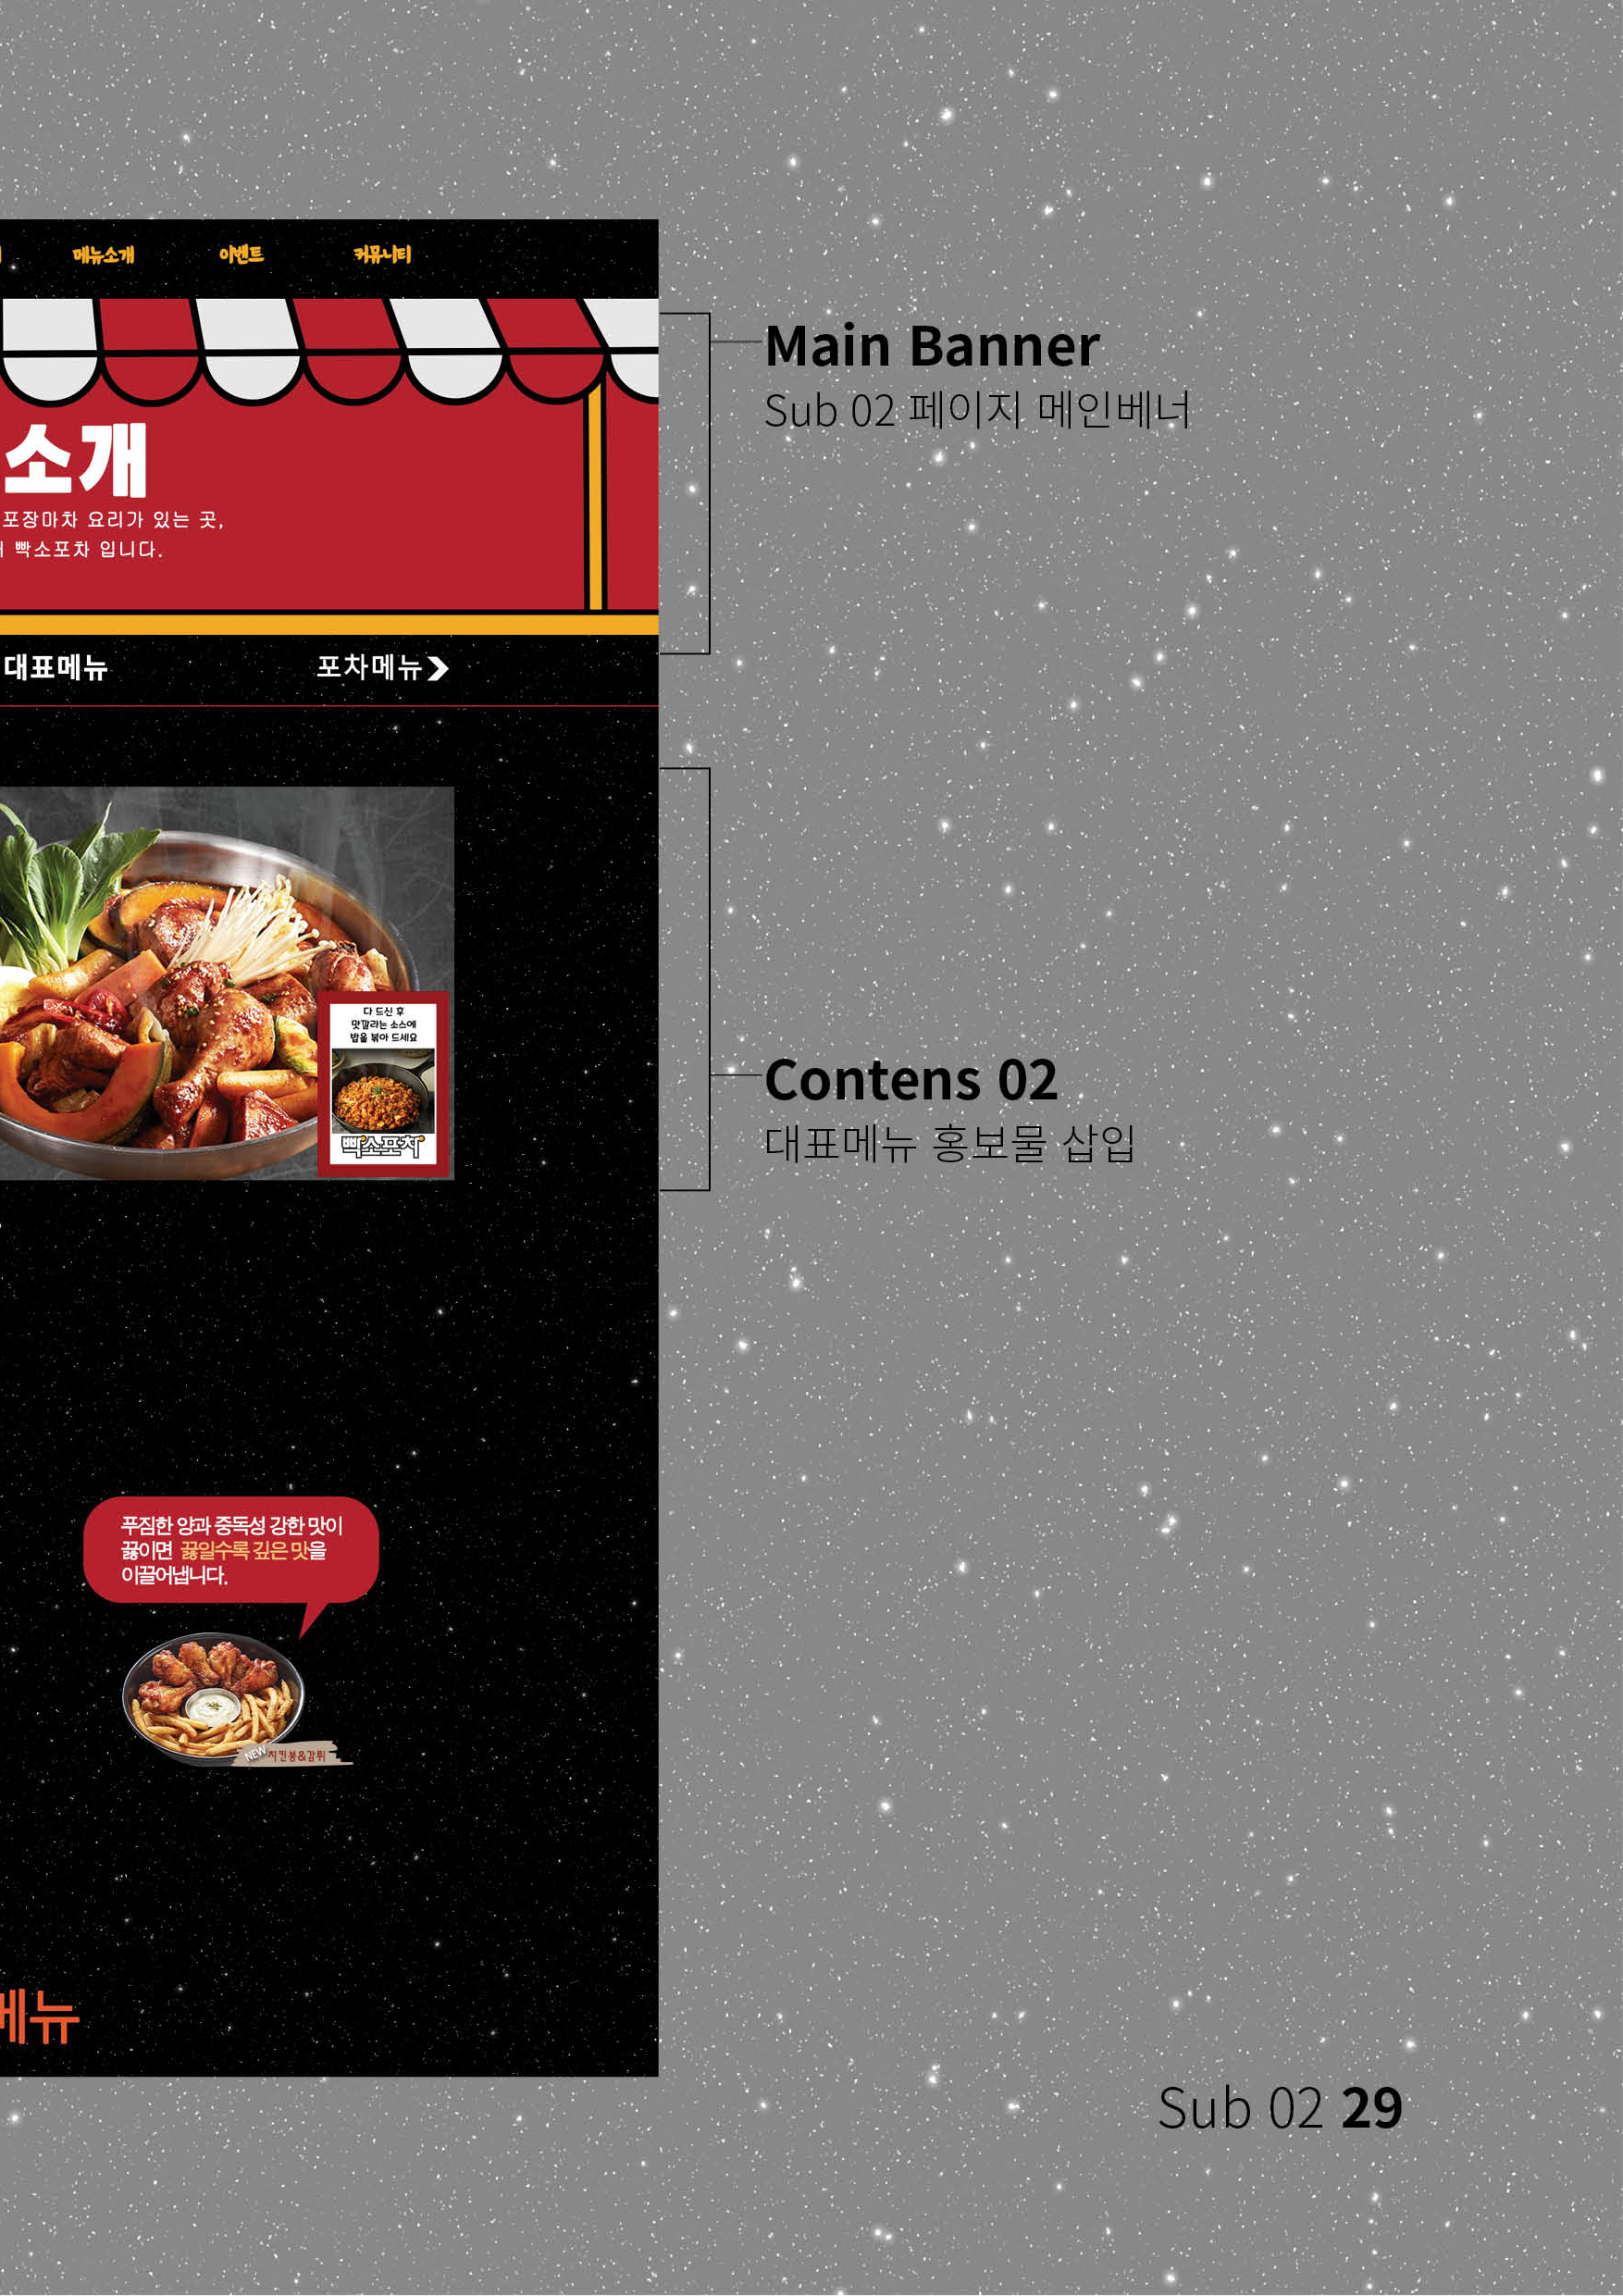 메뉴소개 이벤트 커뮤니티
소개
포장마차 요리가 있는 곳,
빡소포차 입니다.
대표메뉴 포차메뉴
Main Banner
Sub 02 페이지 메인베너
다 드신 후
맛깔라는 소스에
밥을 볶아 드세요
빡소포차
Contens 02
대표메뉴 홍보물 삽입
푸짐한 양과 중독성 강한 맛이
끓이면 끓일수록 깊은 맛을
이끌어냅니다.
NEW 치킨봉&감튀
메뉴
Sub 02 29